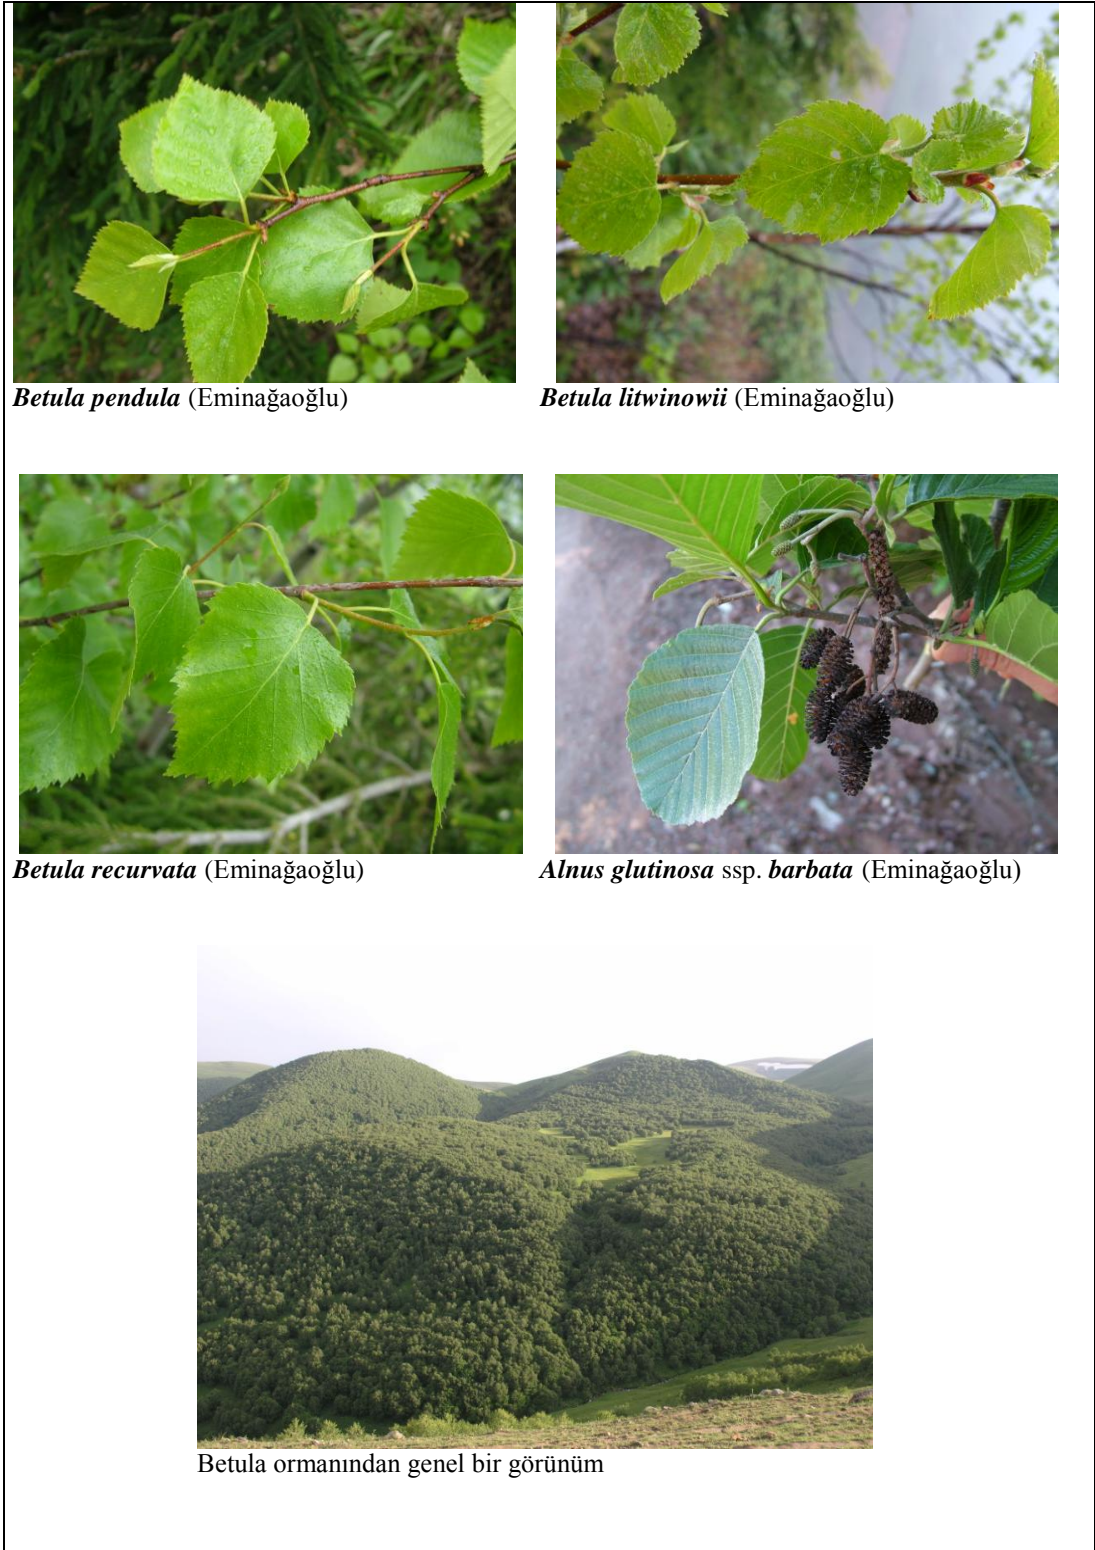 Betula pendula (Eminağaoğlu)
Betula litwinowii (Eminağaoğlu)
Betula recurvata (Eminağaoğlu)
Alnus glutinosa ssp. barbata (Eminağaoğlu)
Betula ormanından genel bir görünüm